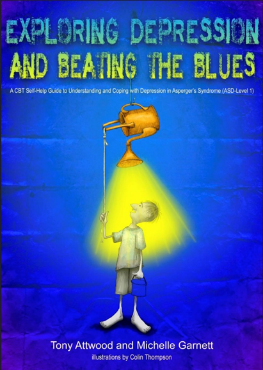 EXPLORING DEPRESSION
AND BEATING THE BLUES
A CBT Self-Help Guide to Understanding and Coping with Depression in Asperger's Syndrome (ASD-Level 1)
Tony Attwood and Michelle Garnett
illustrations by Colin Thompson